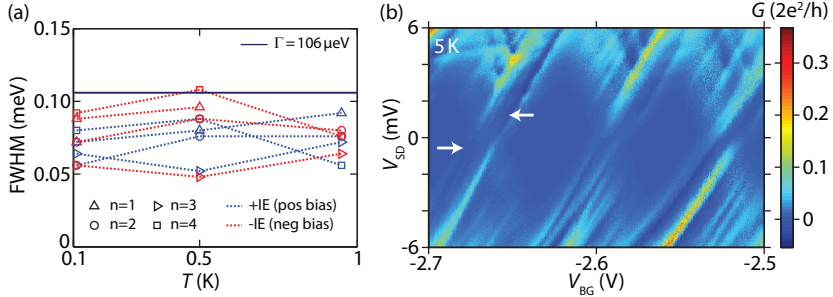 (a)
0.15
0.10
0.05
0
FWHM (meV)
Γ = 106 μeV
n=1
n=3
+IE (pos bias)
n=2
n=4
-IE (neg bias)
0.1
0.5
1
T (K)
(b)
G (2e²/h)
5 K
6
0
-6
V_SD (mV)
-2.7
-2.6
-2.5
V_BG (V)
0.3
0.2
0.1
0